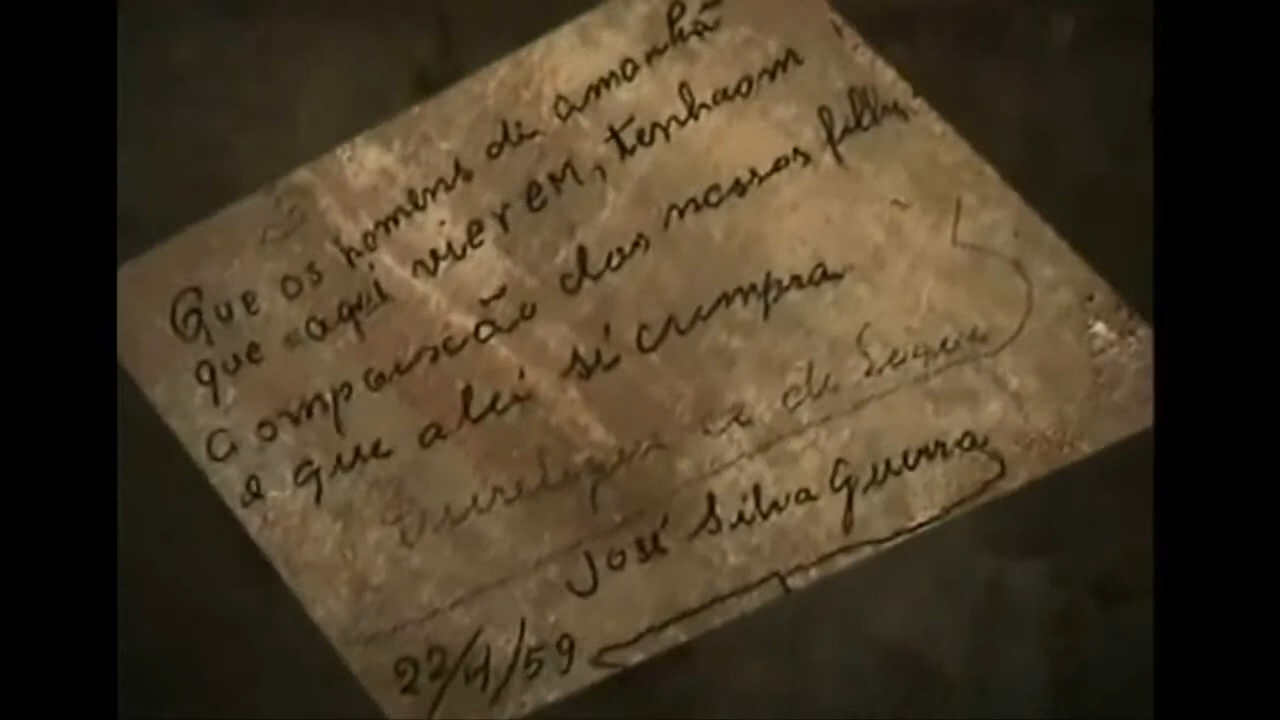 Que os homens di amanhã
que aqui vierem, tenhaom
compaixão dos nossos filhos
e que a lei si cumpra
José Silva Guerra
22/4/59